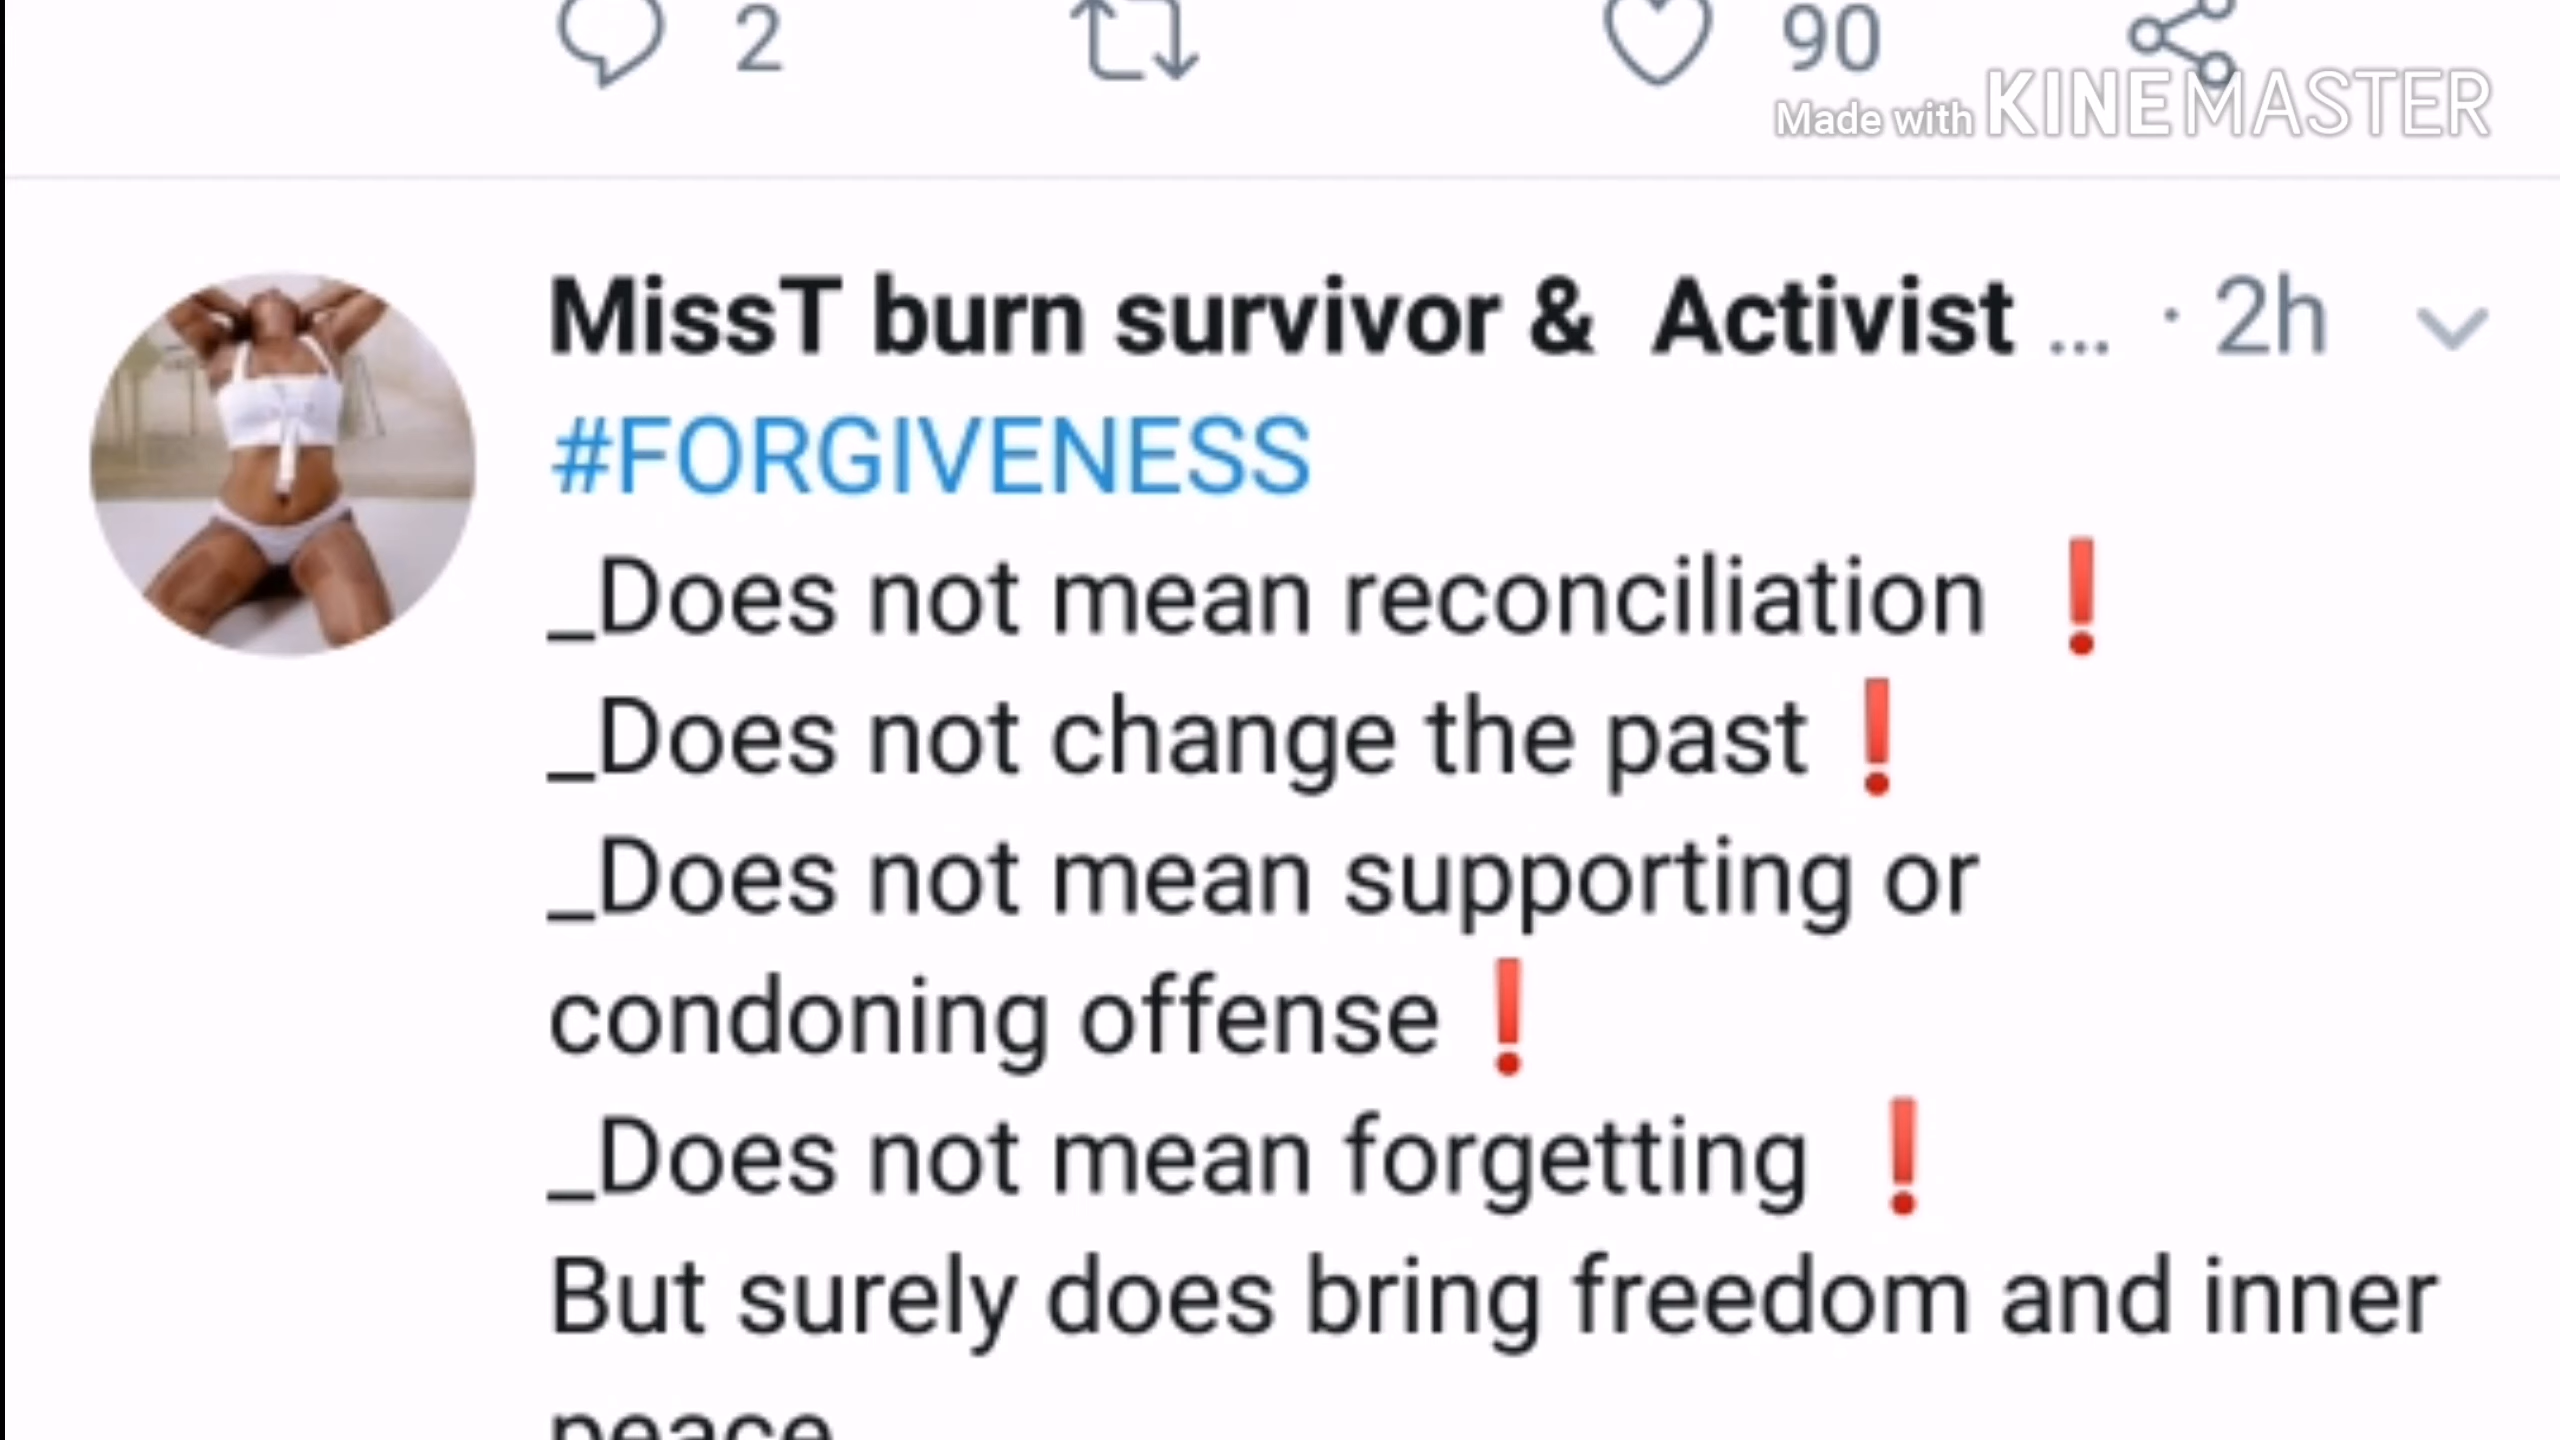 2 90
Made with KINEMASTER
MissT burn survivor & Activist ... · 2h
#FORGIVENESS
_Does not mean reconciliation ❗
_Does not change the past❗
_Does not mean supporting or
condoning offense❗
_Does not mean forgetting ❗
But surely does bring freedom and inner
peace